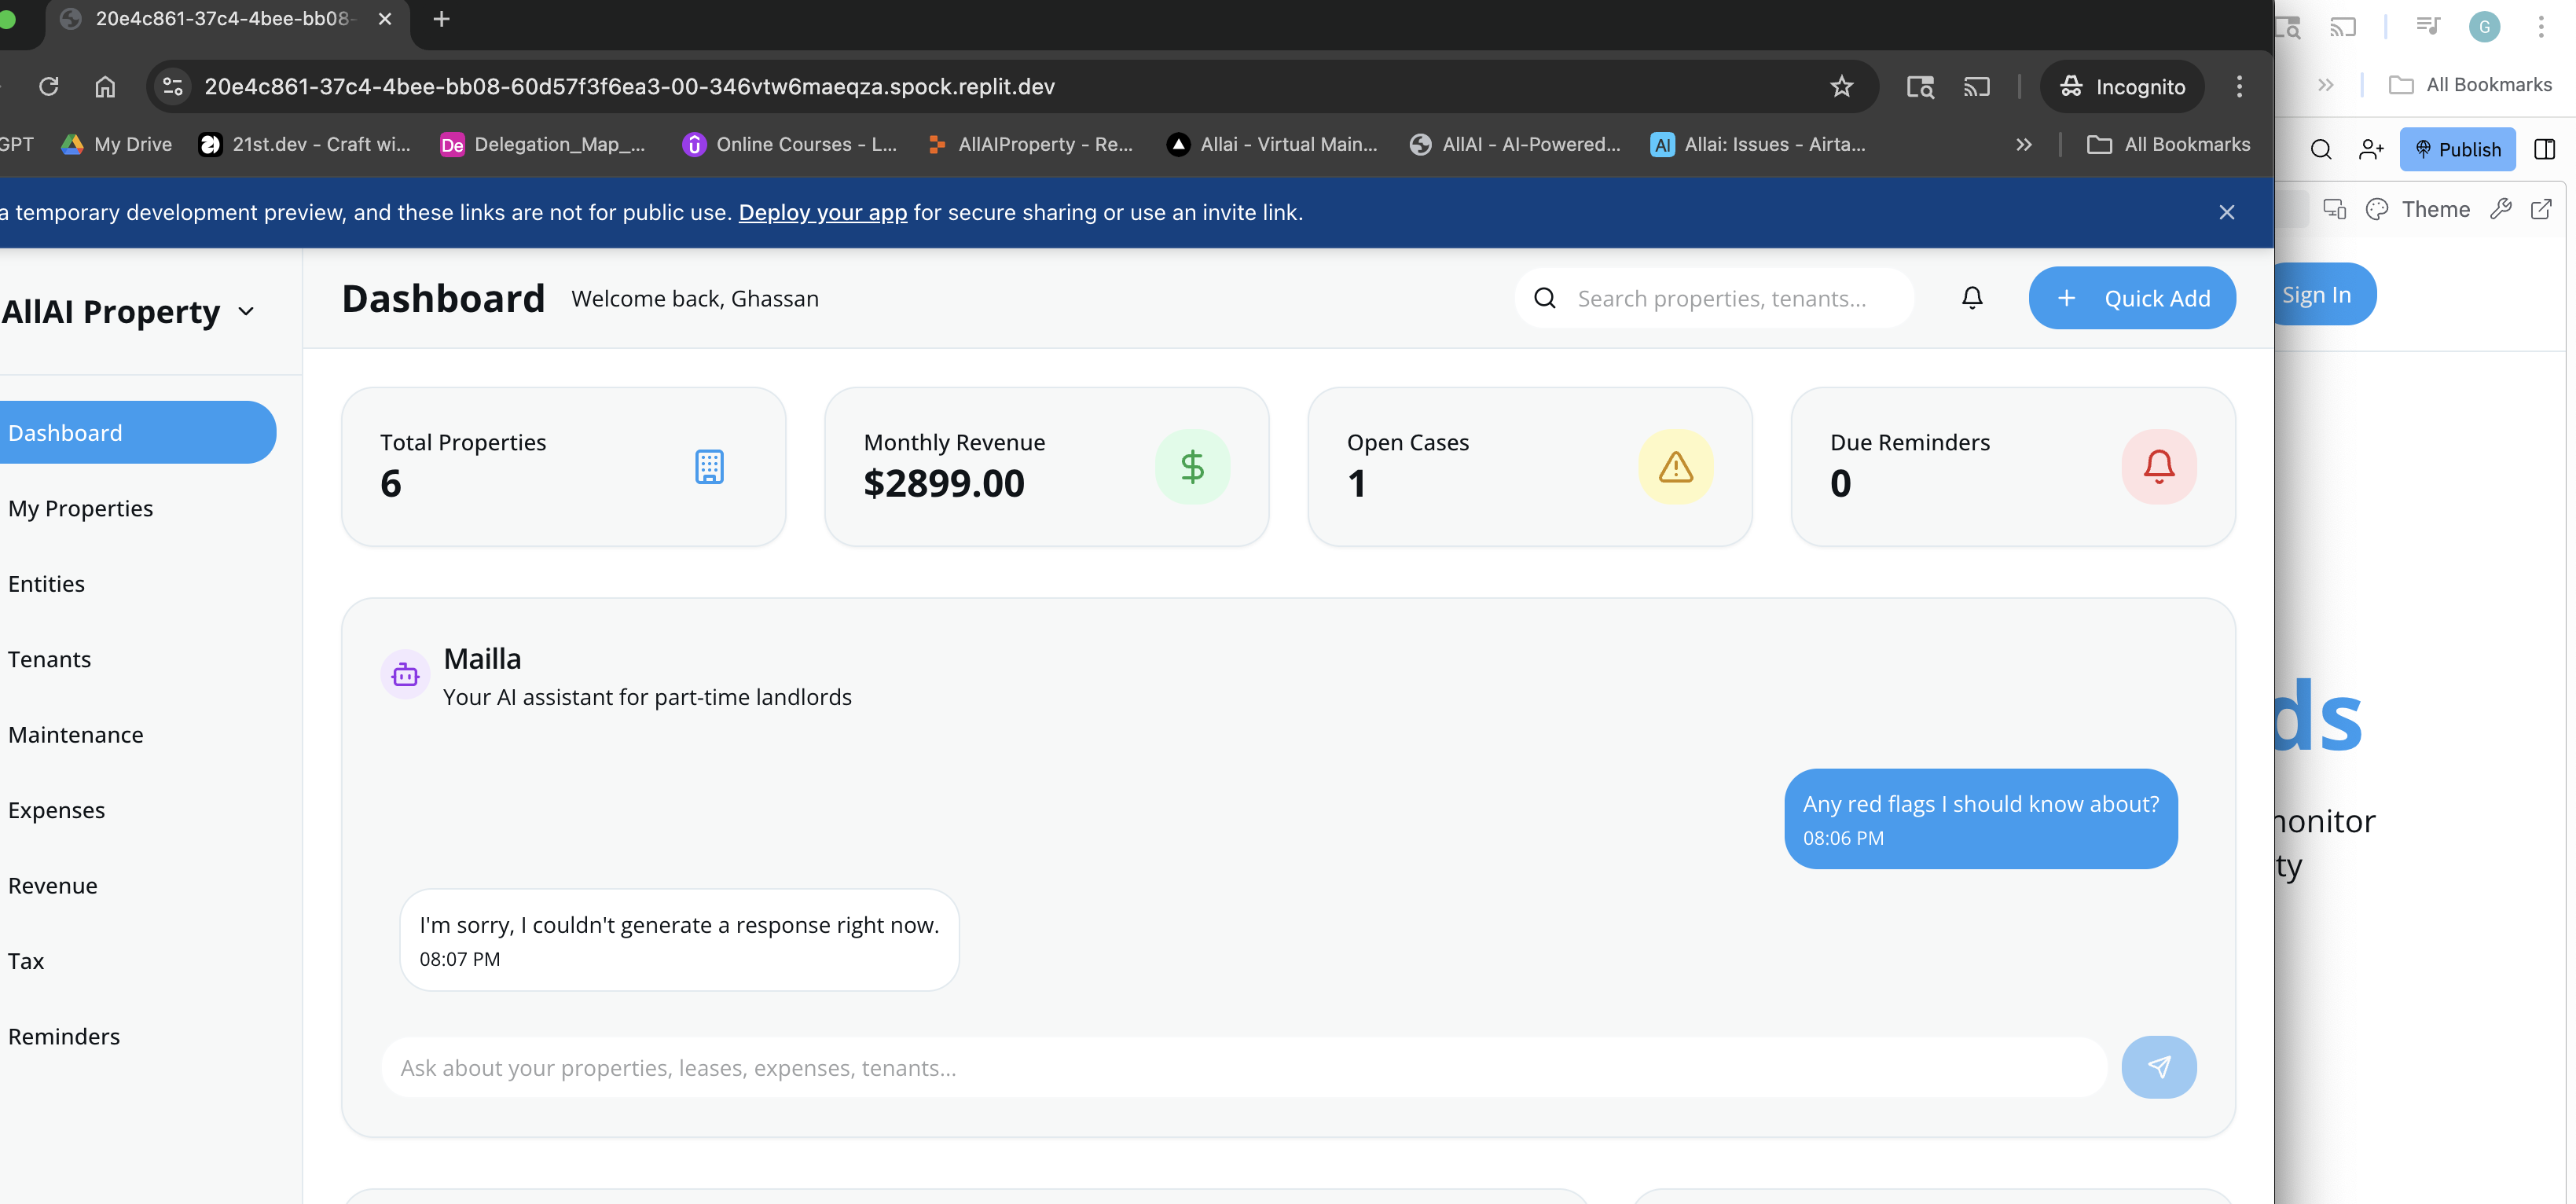 20e4c861-37c4-4bee-bb08-
G
20e4c861-37c4-4bee-bb08-60d57f3f6ea3-00-346vtw6maeqza.spock.replit.dev
Incognito
All Bookmarks
GPT
My Drive
21st.dev - Craft wi...
De
Delegation_Map_...
Online Courses - L...
AllAIProperty - Re...
Allai - Virtual Main...
AllAI - AI-Powered...
AI
Allai: Issues - Airta...
All Bookmarks
Publish
a temporary development preview, and these links are not for public use. Deploy your app for secure sharing or use an invite link.
Theme
AllAI Property
Dashboard
Welcome back, Ghassan
Search properties, tenants...
Quick Add
Sign In
Dashboard
My Properties
Entities
Tenants
Maintenance
Expenses
Revenue
Tax
Reminders
Total Properties
6
Monthly Revenue
$2899.00
Open Cases
1
Due Reminders
0
Mailla
Your AI assistant for part-time landlords
Any red flags I should know about?
08:06 PM
I'm sorry, I couldn't generate a response right now.
08:07 PM
Ask about your properties, leases, expenses, tenants...
ds
onitor
ty